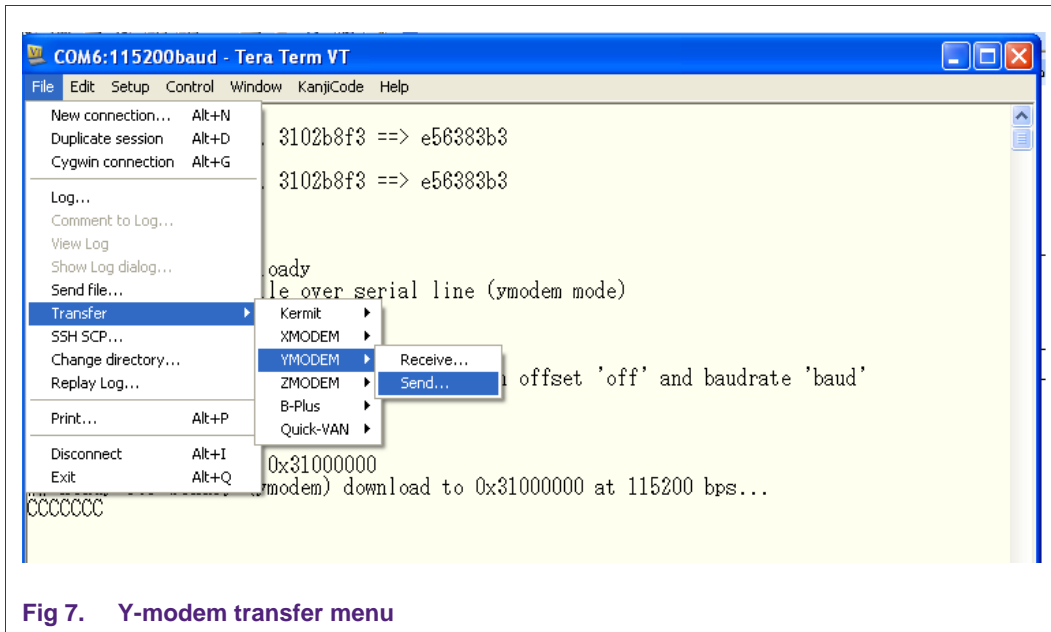 COM6:115200baud - Tera Term VT
File Edit Setup Control Window KanjiCode Help
New connection... Alt+N
Duplicate session Alt+D
Cygwin connection Alt+G
Log...
Comment to Log...
View Log
Show Log dialog...
Send file...
Transfer
SSH SCP...
Change directory...
Replay Log...
Print... Alt+P
Disconnect Alt+I
Exit Alt+Q
Kermit
XMODEM
YMODEM
ZMODEM
B-Plus
Quick-VAN
Receive...
Send...
. 3102b8f3 ==> e56383b3
. 3102b8f3 ==> e56383b3
oady
le over serial line (ymodem mode)
offset 'off' and baudrate 'baud'
0x31000000
(ymodem) download to 0x31000000 at 115200 bps...
CCCCCCC
Fig 7. Y-modem transfer menu